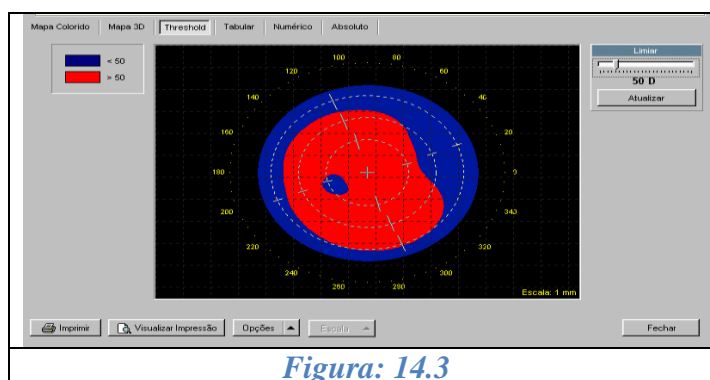 Mapa Colorido Mapa 3D Threshold Tabular Numérico Absoluto
< 50
> 50
Limiar
50 D
Atualizar
100 80
120 60
140 40
160 20
180 0
200 340
220 320
240 300
260 280
Escala: 1 mm
Imprimir Visualizar Impressão Opções Escala Fechar
Figura: 14.3